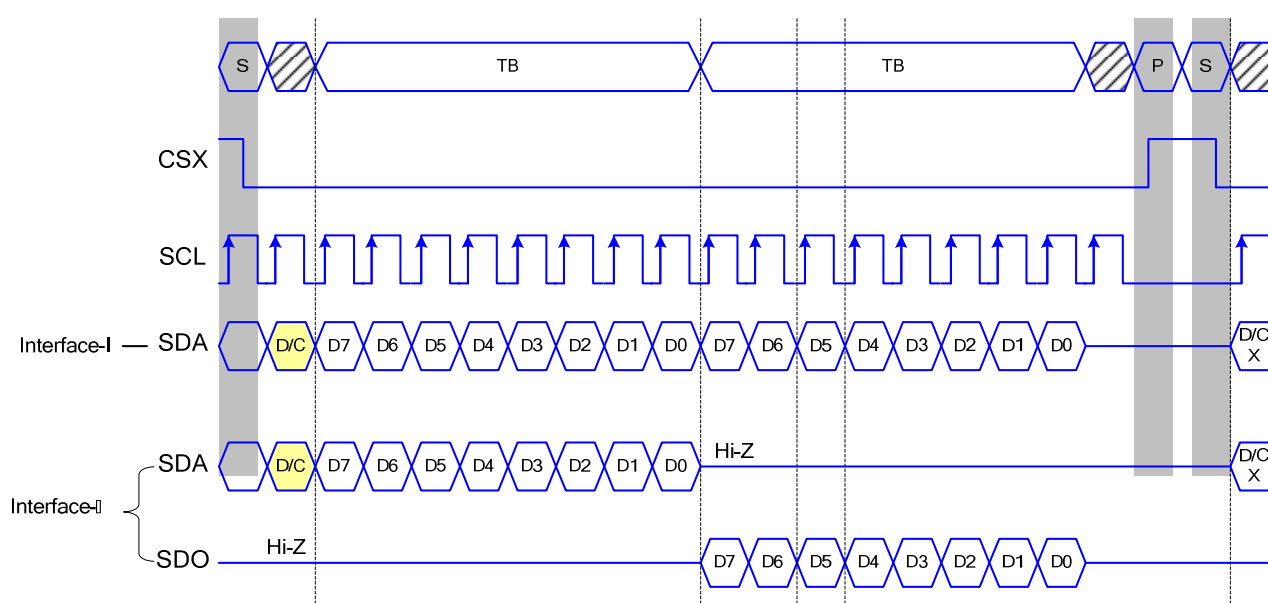 S TB TB P S
CSX
SCL
Interface-I — SDA D/C D7 D6 D5 D4 D3 D2 D1 D0 D7 D6 D5 D4 D3 D2 D1 D0 D/C X
SDA D/C D7 D6 D5 D4 D3 D2 D1 D0 Hi-Z D/C X
Interface-▯
SDO Hi-Z D7 D6 D5 D4 D3 D2 D1 D0